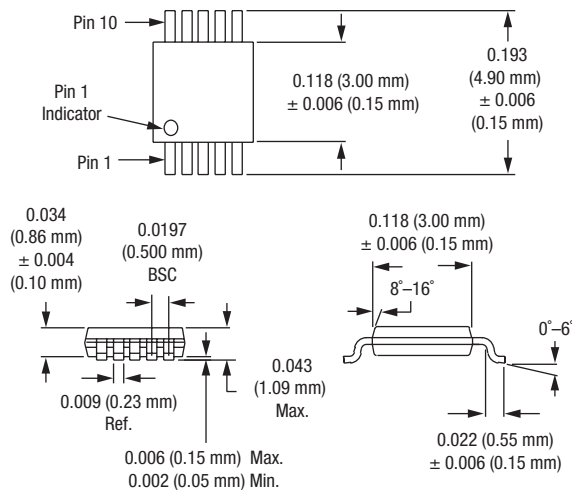 Pin 10
Pin 1
Indicator
Pin 1
0.118 (3.00 mm)
± 0.006 (0.15 mm)
0.193
(4.90 mm)
± 0.006
(0.15 mm)
0.034
(0.86 mm)
± 0.004
(0.10 mm)
0.0197
(0.500 mm)
BSC
0.009 (0.23 mm)
Ref.
0.043
(1.09 mm)
Max.
0.006 (0.15 mm) Max.
0.002 (0.05 mm) Min.
0.118 (3.00 mm)
± 0.006 (0.15 mm)
8˚–16˚
0˚–6˚
0.022 (0.55 mm)
± 0.006 (0.15 mm)